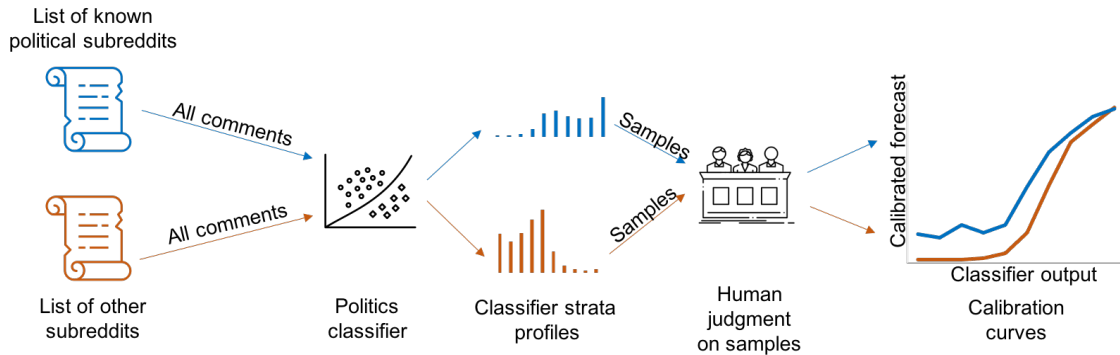 List of known
political subreddits
All comments
All comments
List of other
subreddits
Politics
classifier
Classifier strata
profiles
Samples
Samples
Human
judgment
on samples
Calibrated forecast
Classifier output
Calibration
curves